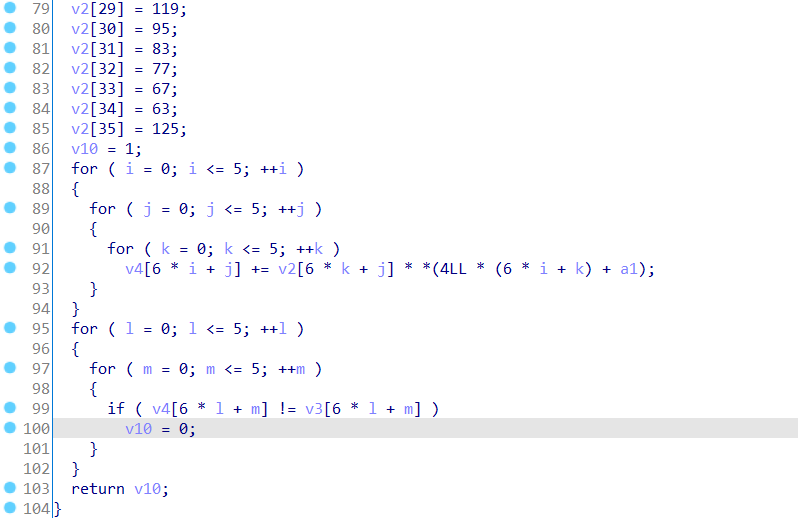 79 v2[29] = 119;
80 v2[30] = 95;
81 v2[31] = 83;
82 v2[32] = 77;
83 v2[33] = 67;
84 v2[34] = 63;
85 v2[35] = 125;
86 v10 = 1;
87 for ( i = 0; i <= 5; ++i )
88 {
89 for ( j = 0; j <= 5; ++j )
90 {
91 for ( k = 0; k <= 5; ++k )
92 v4[6 * i + j] += v2[6 * k + j] * *(4LL * (6 * i + k) + a1);
93 }
94 }
95 for ( l = 0; l <= 5; ++l )
96 {
97 for ( m = 0; m <= 5; ++m )
98 {
99 if ( v4[6 * l + m] != v3[6 * l + m] )
100 v10 = 0;
101 }
102 }
103 return v10;
104 }